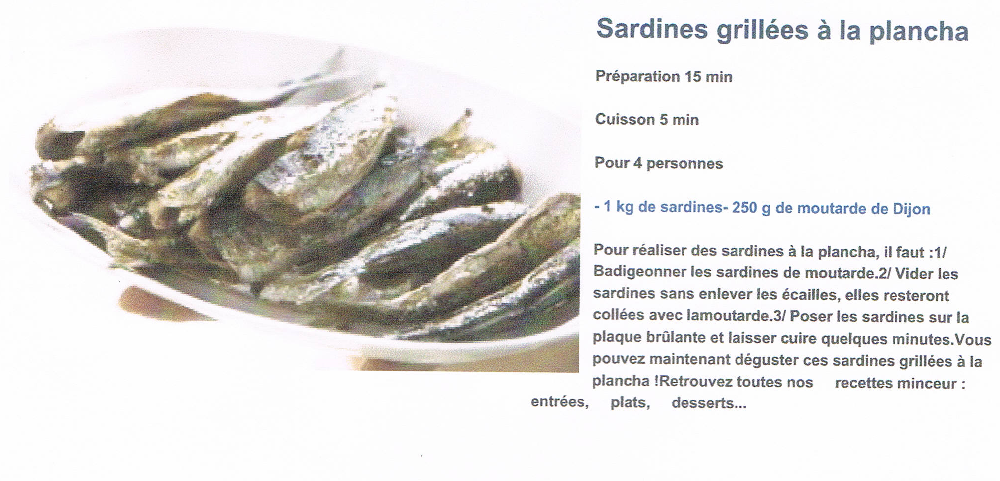 Sardines grillées à la plancha
Préparation 15 min
Cuisson 5 min
Pour 4 personnes
- 1 kg de sardines- 250 g de moutarde de Dijon
Pour réaliser des sardines à la plancha, il faut :1/
Badigeonner les sardines de moutarde.2/ Vider les
sardines sans enlever les écailles, elles resteront
collées avec lamoutarde.3/ Poser les sardines sur la
plaque brûlante et laisser cuire quelques minutes.Vous
pouvez maintenant déguster ces sardines grillées à la
plancha !Retrouvez toutes nos recettes minceur :
entrées, plats, desserts...